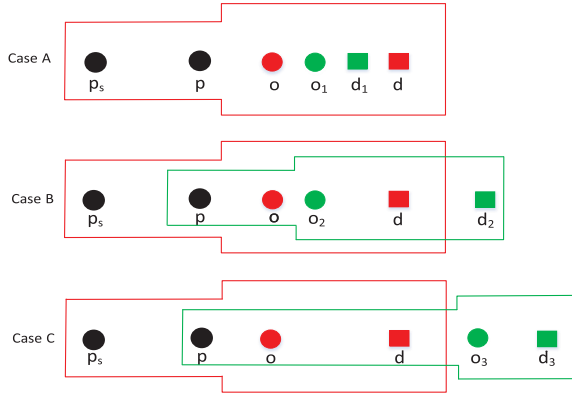 Case A
pₛ p o o₁ d₁ d
Case B
pₛ p o o₂ d d₂
Case C
pₛ p o d o₃ d₃